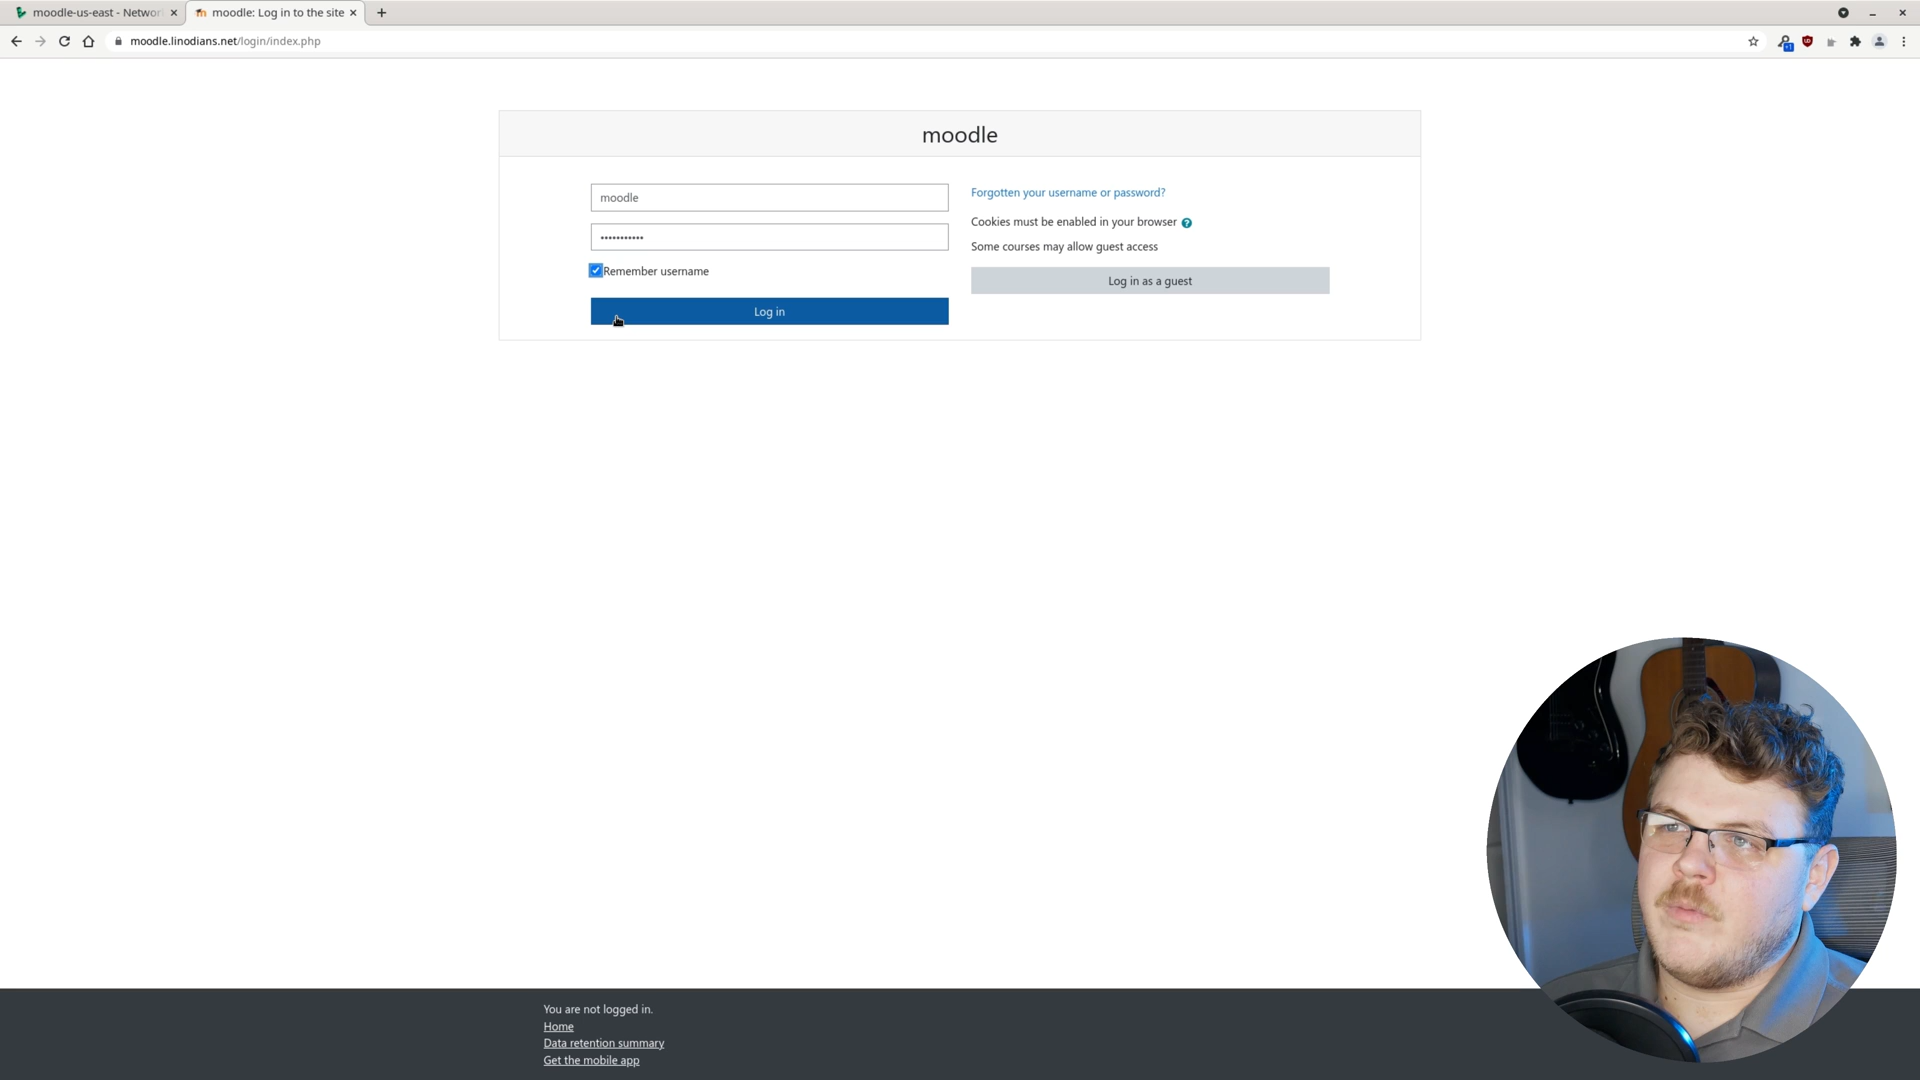 moodle-us-east - Networ
moodle: Log in to the site
moodle.linodians.net/login/index.php
+1
moodle
moodle
•••••••••••
Remember username
Log in
Forgotten your username or password?
Cookies must be enabled in your browser ?
Some courses may allow guest access
Log in as a guest
You are not logged in.
Home
Data retention summary
Get the mobile app